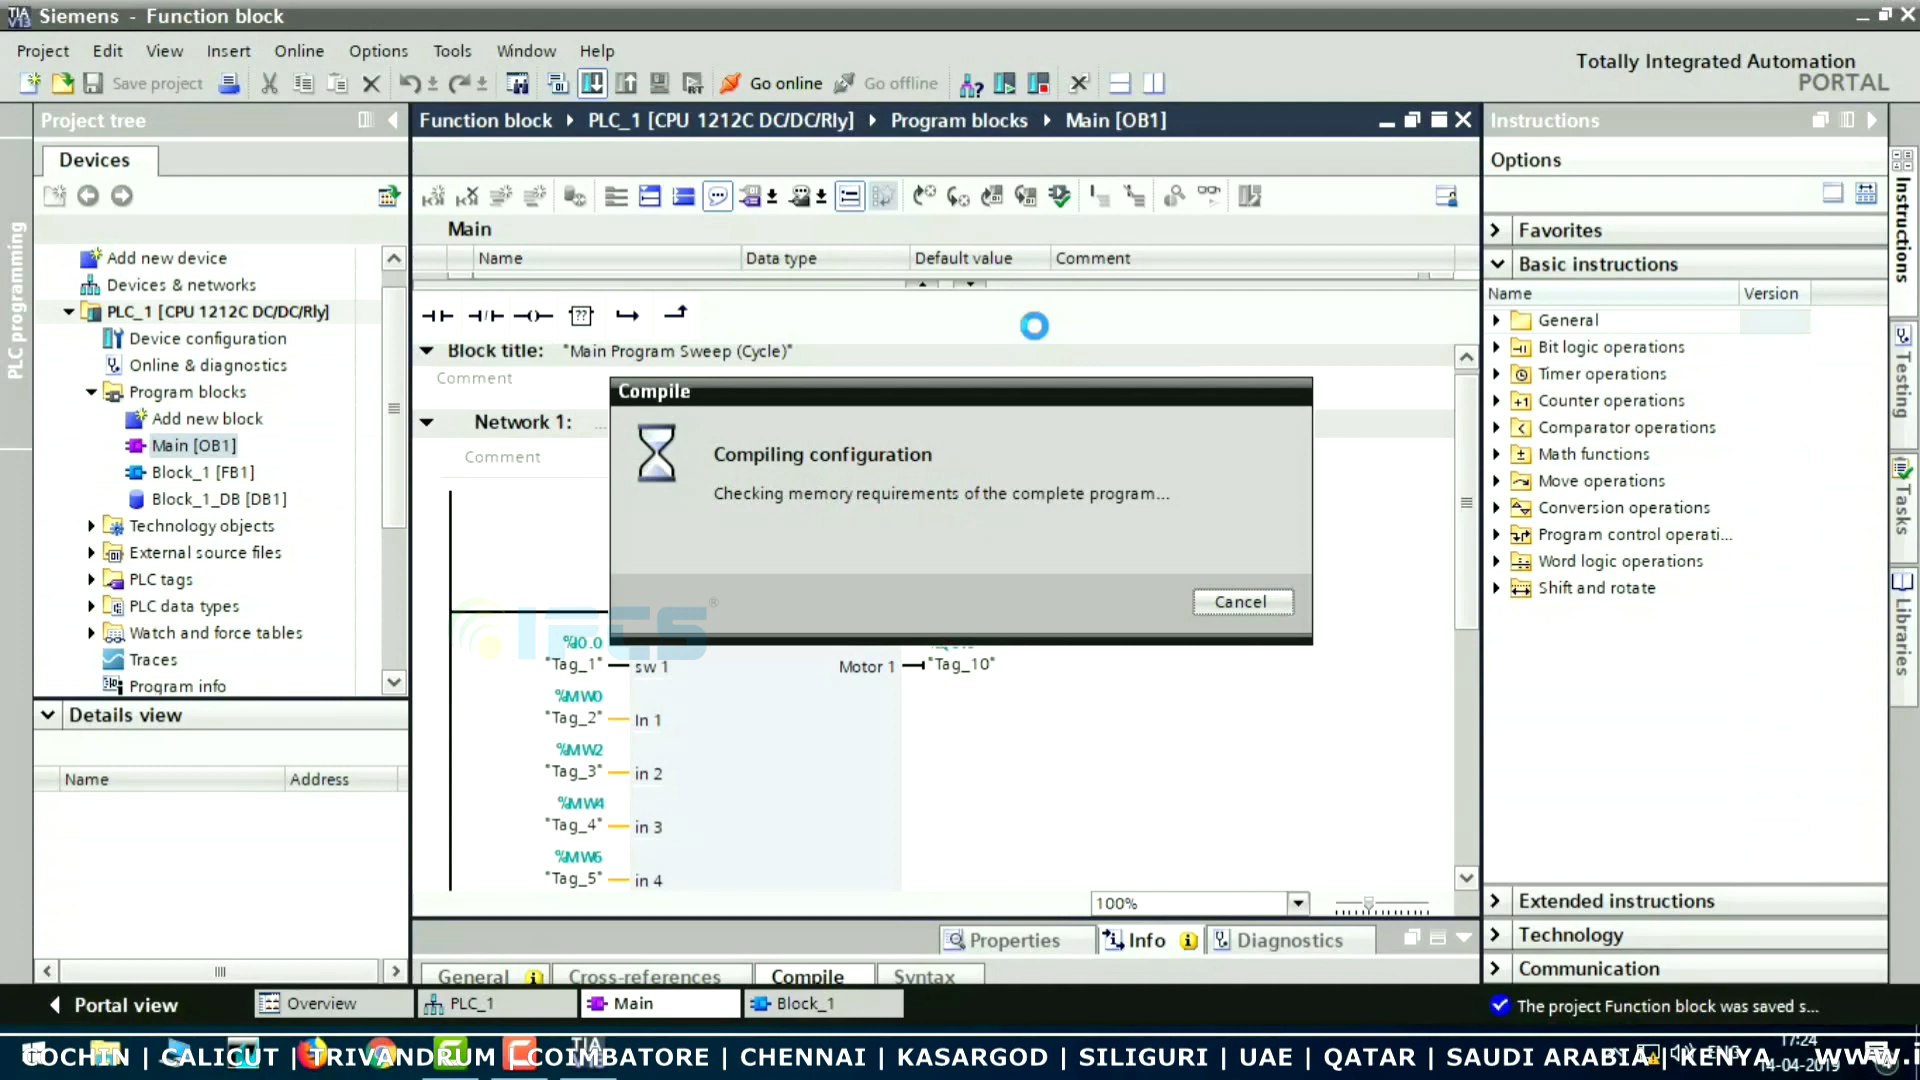 TIA V13 Siemens - Function block
Project Edit View Insert Online Options Tools Window Help
Totally Integrated Automation
PORTAL
Save project Go online Go offline
Project tree
Function block PLC_1 [CPU 1212C DC/DC/Rly] Program blocks Main [OB1]
Instructions
Devices
Options
PLC programming
Main
Name Data type Default value Comment
Add new device
Devices & networks
PLC_1 [CPU 1212C DC/DC/Rly]
Device configuration
Online & diagnostics
Program blocks
Add new block
Main [OB1]
Block_1 [FB1]
Block_1_DB [DB1]
Technology objects
External source files
PLC tags
PLC data types
Watch and force tables
Traces
Program info
Details view
Name Address
??
Block title: "Main Program Sweep (Cycle)"
Comment
Network 1: ...
Comment
Compile
Compiling configuration
Checking memory requirements of the complete program...
Cancel
IFCS ®
%I0.0
"Tag_1" sw 1 Motor 1 "Tag_10"
%MW0
"Tag_2" In 1
%MW2
"Tag_3" in 2
%MW4
"Tag_4" in 3
%MW6
"Tag_5" in 4
100%
Properties Info Diagnostics
General Cross-references Compile Syntax
Favorites
Basic instructions
Name Version
General
Bit logic operations
Timer operations
Counter operations
Comparator operations
Math functions
Move operations
Conversion operations
Program control operati...
Word logic operations
Shift and rotate
Extended instructions
Technology
Communication
Instructions
Testing
Tasks
Libraries
Portal view Overview PLC_1 Main Block_1
The project Function block was saved s...
COCHIN | CALICUT | TRIVANDRUM | COIMBATORE | CHENNAI | KASARGOD | SILIGURI | UAE | QATAR | SAUDI ARABIA | KENYA www.i
17:24
14-04-2019